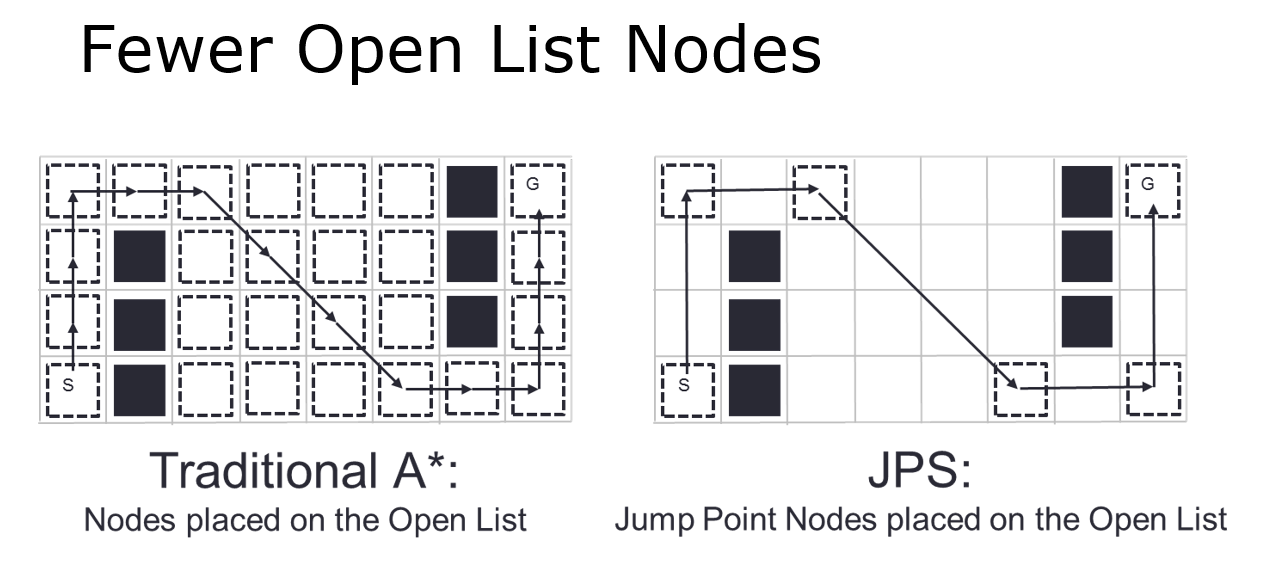 Fewer Open List Nodes
G
S
G
S
Traditional A*:
Nodes placed on the Open List
JPS:
Jump Point Nodes placed on the Open List